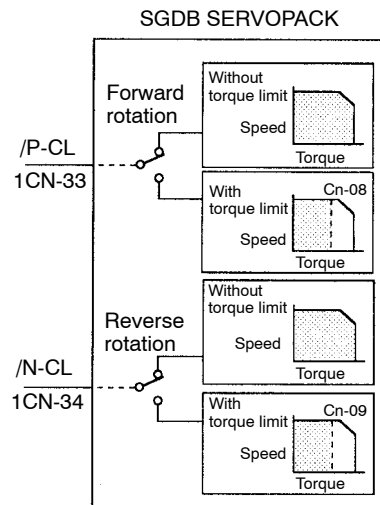 SGDB SERVOPACK
Forward
rotation
Without
torque limit
Speed
Torque
/P-CL
1CN-33
With
torque limit
Cn-08
Speed
Torque
Reverse
rotation
Without
torque limit
Speed
Torque
/N-CL
1CN-34
With
torque limit
Cn-09
Speed
Torque